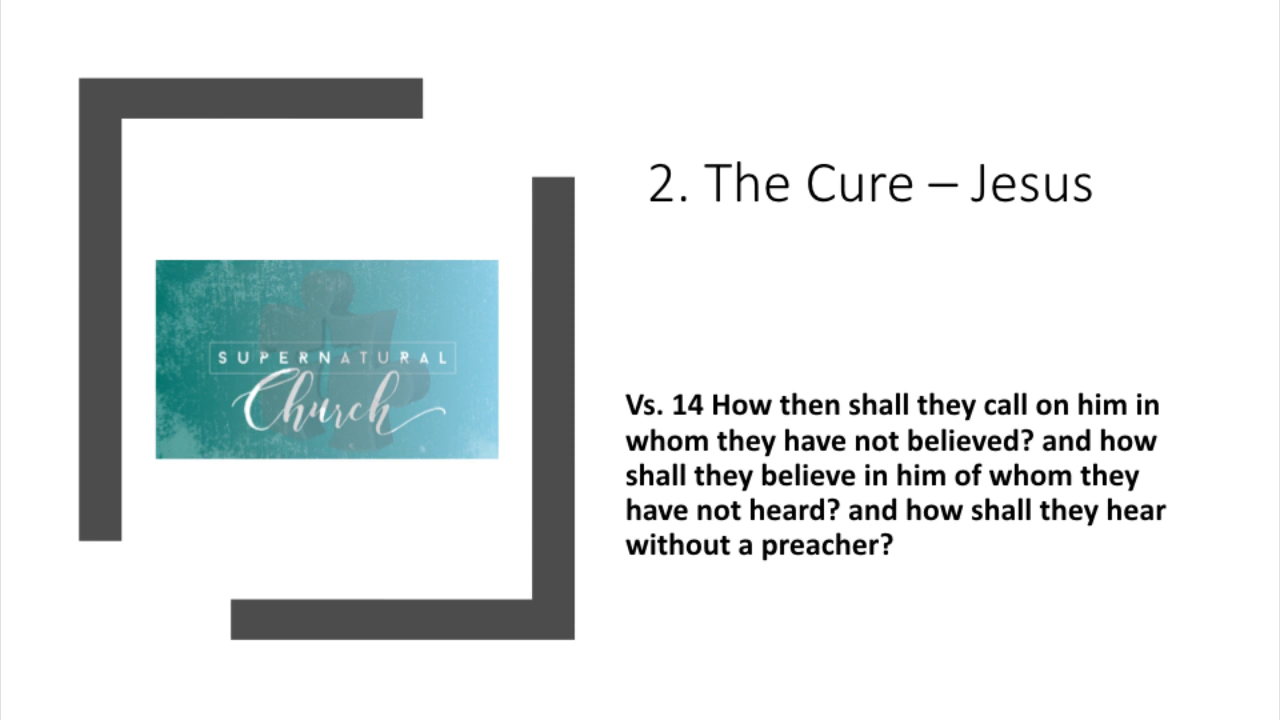 2. The Cure – Jesus
SUPERNATURAL
Church
Vs. 14 How then shall they call on him in
whom they have not believed? and how
shall they believe in him of whom they
have not heard? and how shall they hear
without a preacher?